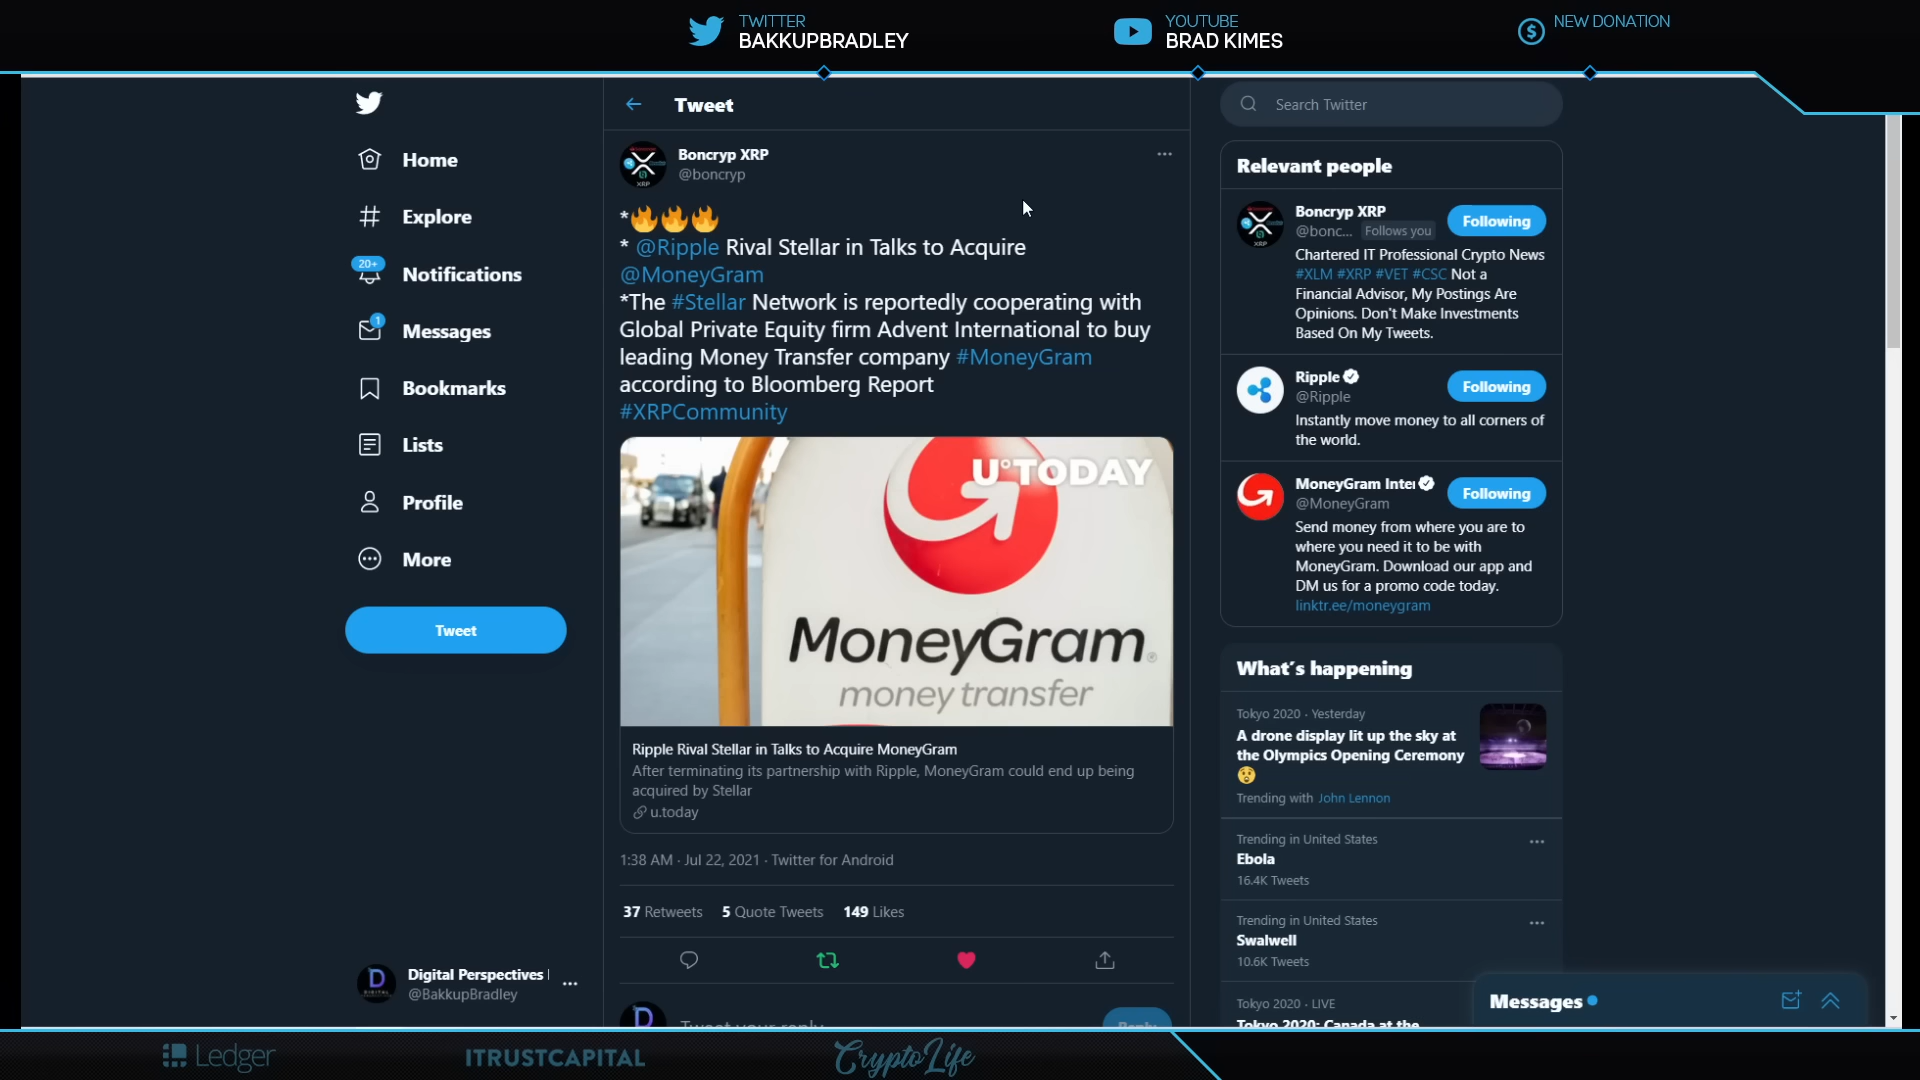 TWITTER
BAKKUPBRADLEY
YOUTUBE
BRAD KIMES
NEW DONATION
Home
Explore
20+
Notifications
1
Messages
Bookmarks
Lists
Profile
More
Tweet
Digital Perspectives
@BakkupBradley
Tweet
Boncryp XRP
@boncryp
*🔥🔥🔥
* @Ripple Rival Stellar in Talks to Acquire
@MoneyGram
*The #Stellar Network is reportedly cooperating with
Global Private Equity firm Advent International to buy
leading Money Transfer company #MoneyGram
according to Bloomberg Report
#XRPCommunity
U°TODAY
MoneyGram®
money transfer
Ripple Rival Stellar in Talks to Acquire MoneyGram
After terminating its partnership with Ripple, MoneyGram could end up being
acquired by Stellar
u.today
1:38 AM · Jul 22, 2021 · Twitter for Android
37 Retweets 5 Quote Tweets 149 Likes
Tweet your reply
Reply
Search Twitter
Relevant people
Boncryp XRP
@bonc... Follows you
Following
Chartered IT Professional Crypto News
#XLM #XRP #VET #CSC Not a
Financial Advisor, My Postings Are
Opinions. Don't Make Investments
Based On My Tweets.
Ripple
@Ripple
Following
Instantly move money to all corners of
the world.
MoneyGram Inte
@MoneyGram
Following
Send money from where you are to
where you need it to be with
MoneyGram. Download our app and
DM us for a promo code today.
linktr.ee/moneygram
What's happening
Tokyo 2020 · Yesterday
A drone display lit up the sky at
the Olympics Opening Ceremony
😲
Trending with John Lennon
Trending in United States
Ebola
16.4K Tweets
Trending in United States
Swalwell
10.6K Tweets
Tokyo 2020 · LIVE
Tokyo 2020: Canada at the
Messages
Ledger
ITRUSTCAPITAL
CryptoLife